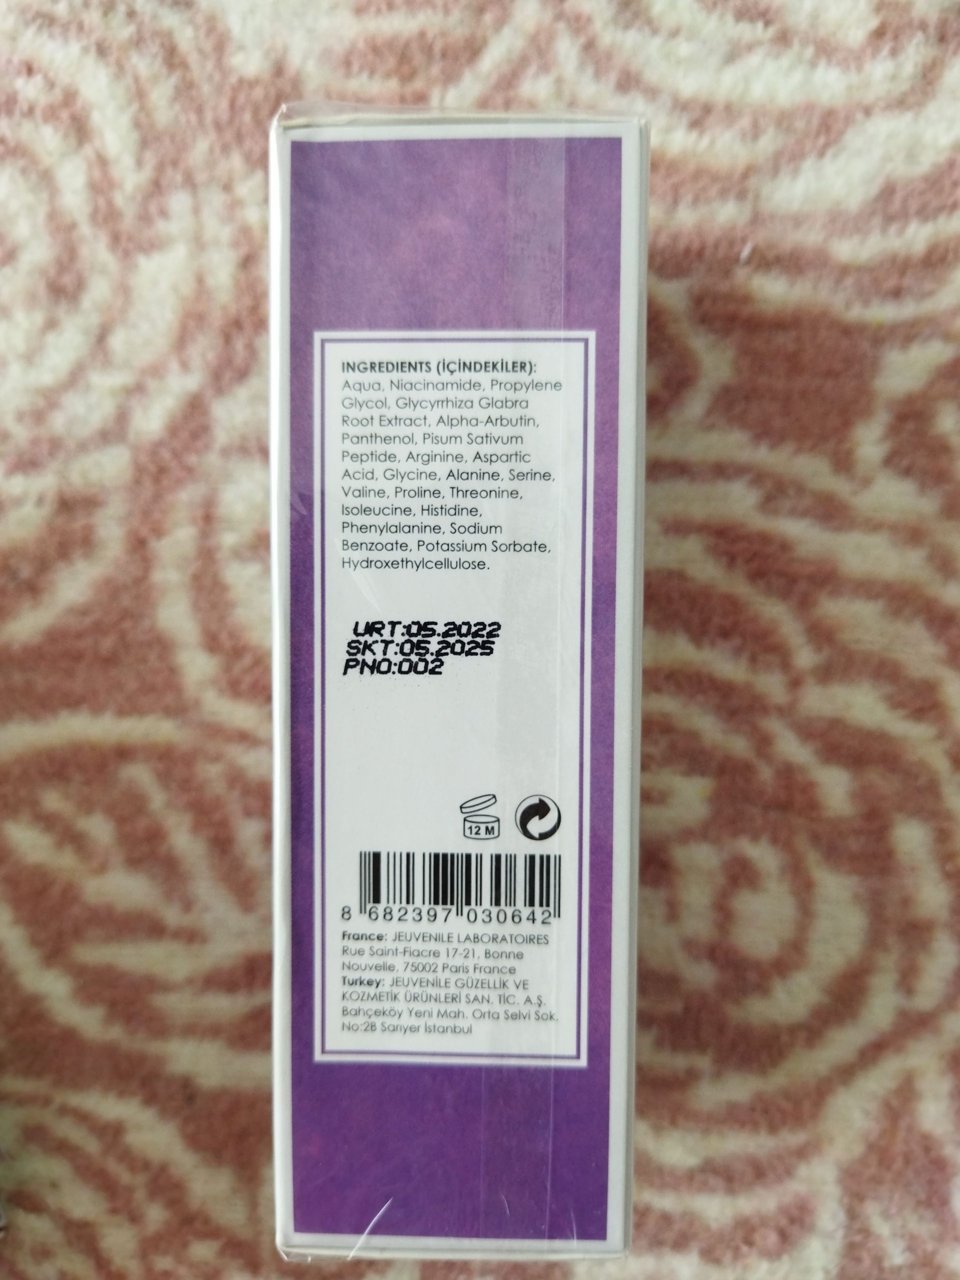 INGREDIENTS (İÇİNDEKİLER):
Aqua, Niacinamide, Propylene
Glycol, Glycyrrhiza Glabra
Root Extract, Alpha-Arbutin,
Panthenol, Pisum Sativum
Peptide, Arginine, Aspartic
Acid, Glycine, Alanine, Serine,
Valine, Proline, Threonine,
Isoleucine, Histidine,
Phenylalanine, Sodium
Benzoate, Potassium Sorbate,
Hydroxethylcellulose.
URT:05.2022
SKT:05.2025
PNO:002
12 M
8 682397 030642
France: JEUVENILE LABORATOIRES
Rue Saint-Fiacre 17-21, Bonne
Nouvelle, 75002 Paris France
Turkey: JEUVENİLE GÜZELLİK VE
KOZMETİK ÜRÜNLERİ SAN. TİC. A.Ş.
Bahçeköy Yeni Mah. Orta Selvi Sok.
No:2B Sarıyer İstanbul